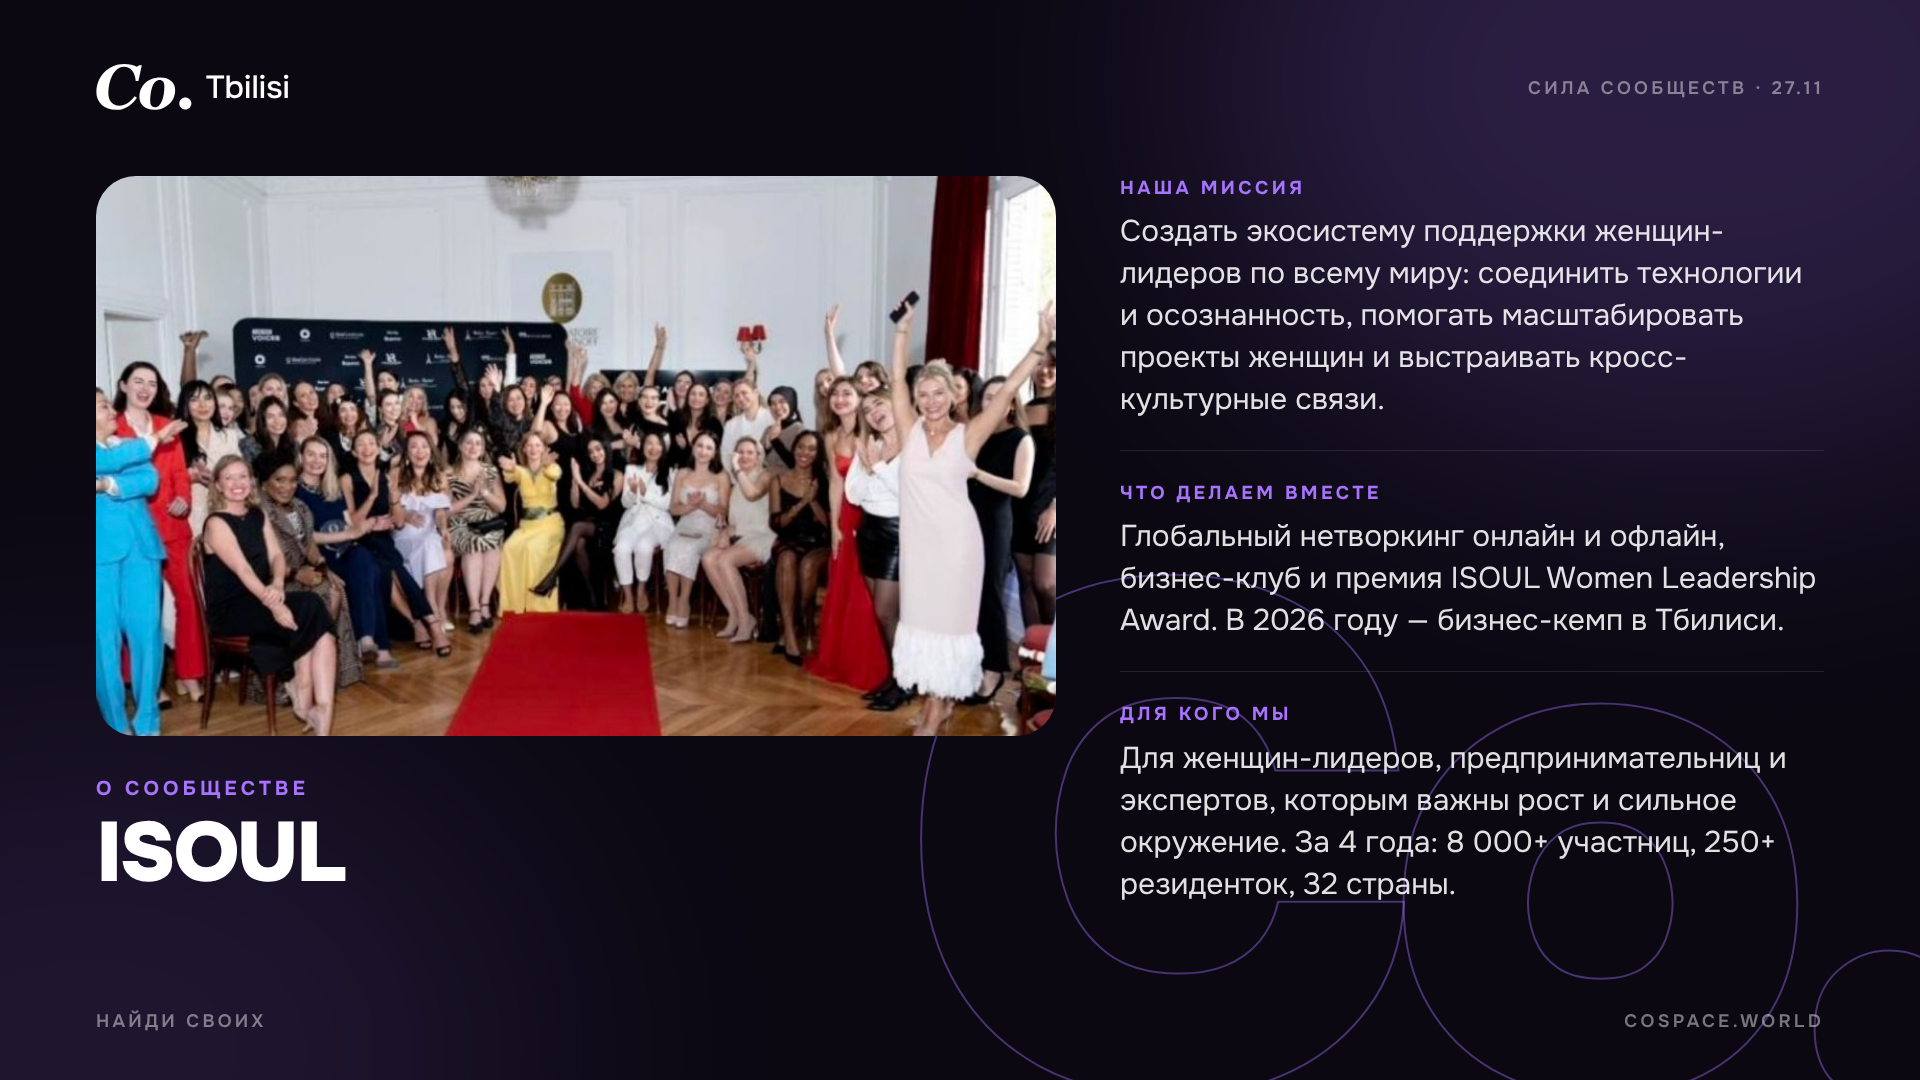 Co. Tbilisi
СИЛА СООБЩЕСТВ · 27.11
НАША МИССИЯ
Создать экосистему поддержки женщин-
лидеров по всему миру: соединить технологии
и осознанность, помогать масштабировать
проекты женщин и выстраивать кросс-
культурные связи.
ЧТО ДЕЛАЕМ ВМЕСТЕ
Глобальный нетворкинг онлайн и офлайн,
бизнес-клуб и премия ISOUL Women Leadership
Award. В 2026 году — бизнес-кемп в Тбилиси.
ДЛЯ КОГО МЫ
Для женщин-лидеров, предпринимательниц и
экспертов, которым важны рост и сильное
окружение. За 4 года: 8 000+ участниц, 250+
резиденток, 32 страны.
О СООБЩЕСТВЕ
ISOUL
НАЙДИ СВОИХ
COSPACE.WORLD
Co.